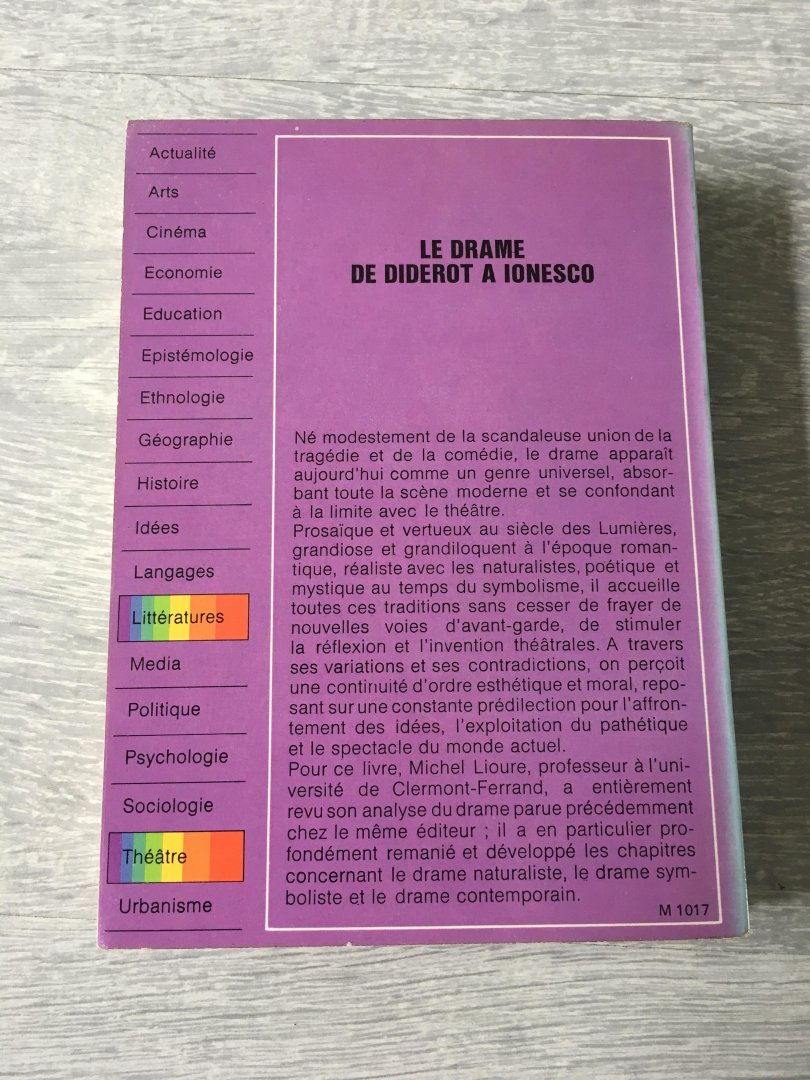 Actualité
Arts
Cinéma
Economie
Education
Epistémologie
Ethnologie
Géographie
Histoire
Idées
Langages
Littératures
Media
Politique
Psychologie
Sociologie
Théâtre
Urbanisme
LE DRAME
DE DIDEROT A IONESCO
Né modestement de la scandaleuse union de la
tragédie et de la comédie, le drame apparaît
aujourd'hui comme un genre universel, absor-
bant toute la scène moderne et se confondant
à la limite avec le théâtre.
Prosaïque et vertueux au siècle des Lumières,
grandiose et grandiloquent à l'époque roman-
tique, réaliste avec les naturalistes, poétique et
mystique au temps du symbolisme, il accueille
toutes ces traditions sans cesser de frayer de
nouvelles voies d'avant-garde, de stimuler
la réflexion et l'invention théâtrales. A travers
ses variations et ses contradictions, on perçoit
une continuité d'ordre esthétique et moral, repo-
sant sur une constante prédilection pour l'affron-
tement des idées, l'exploitation du pathétique
et le spectacle du monde actuel.
Pour ce livre, Michel Lioure, professeur à l'uni-
versité de Clermont-Ferrand, a entièrement
revu son analyse du drame parue précédemment
chez le même éditeur ; il a en particulier pro-
fondément remanié et développé les chapitres
concernant le drame naturaliste, le drame sym-
boliste et le drame contemporain.
M 1017